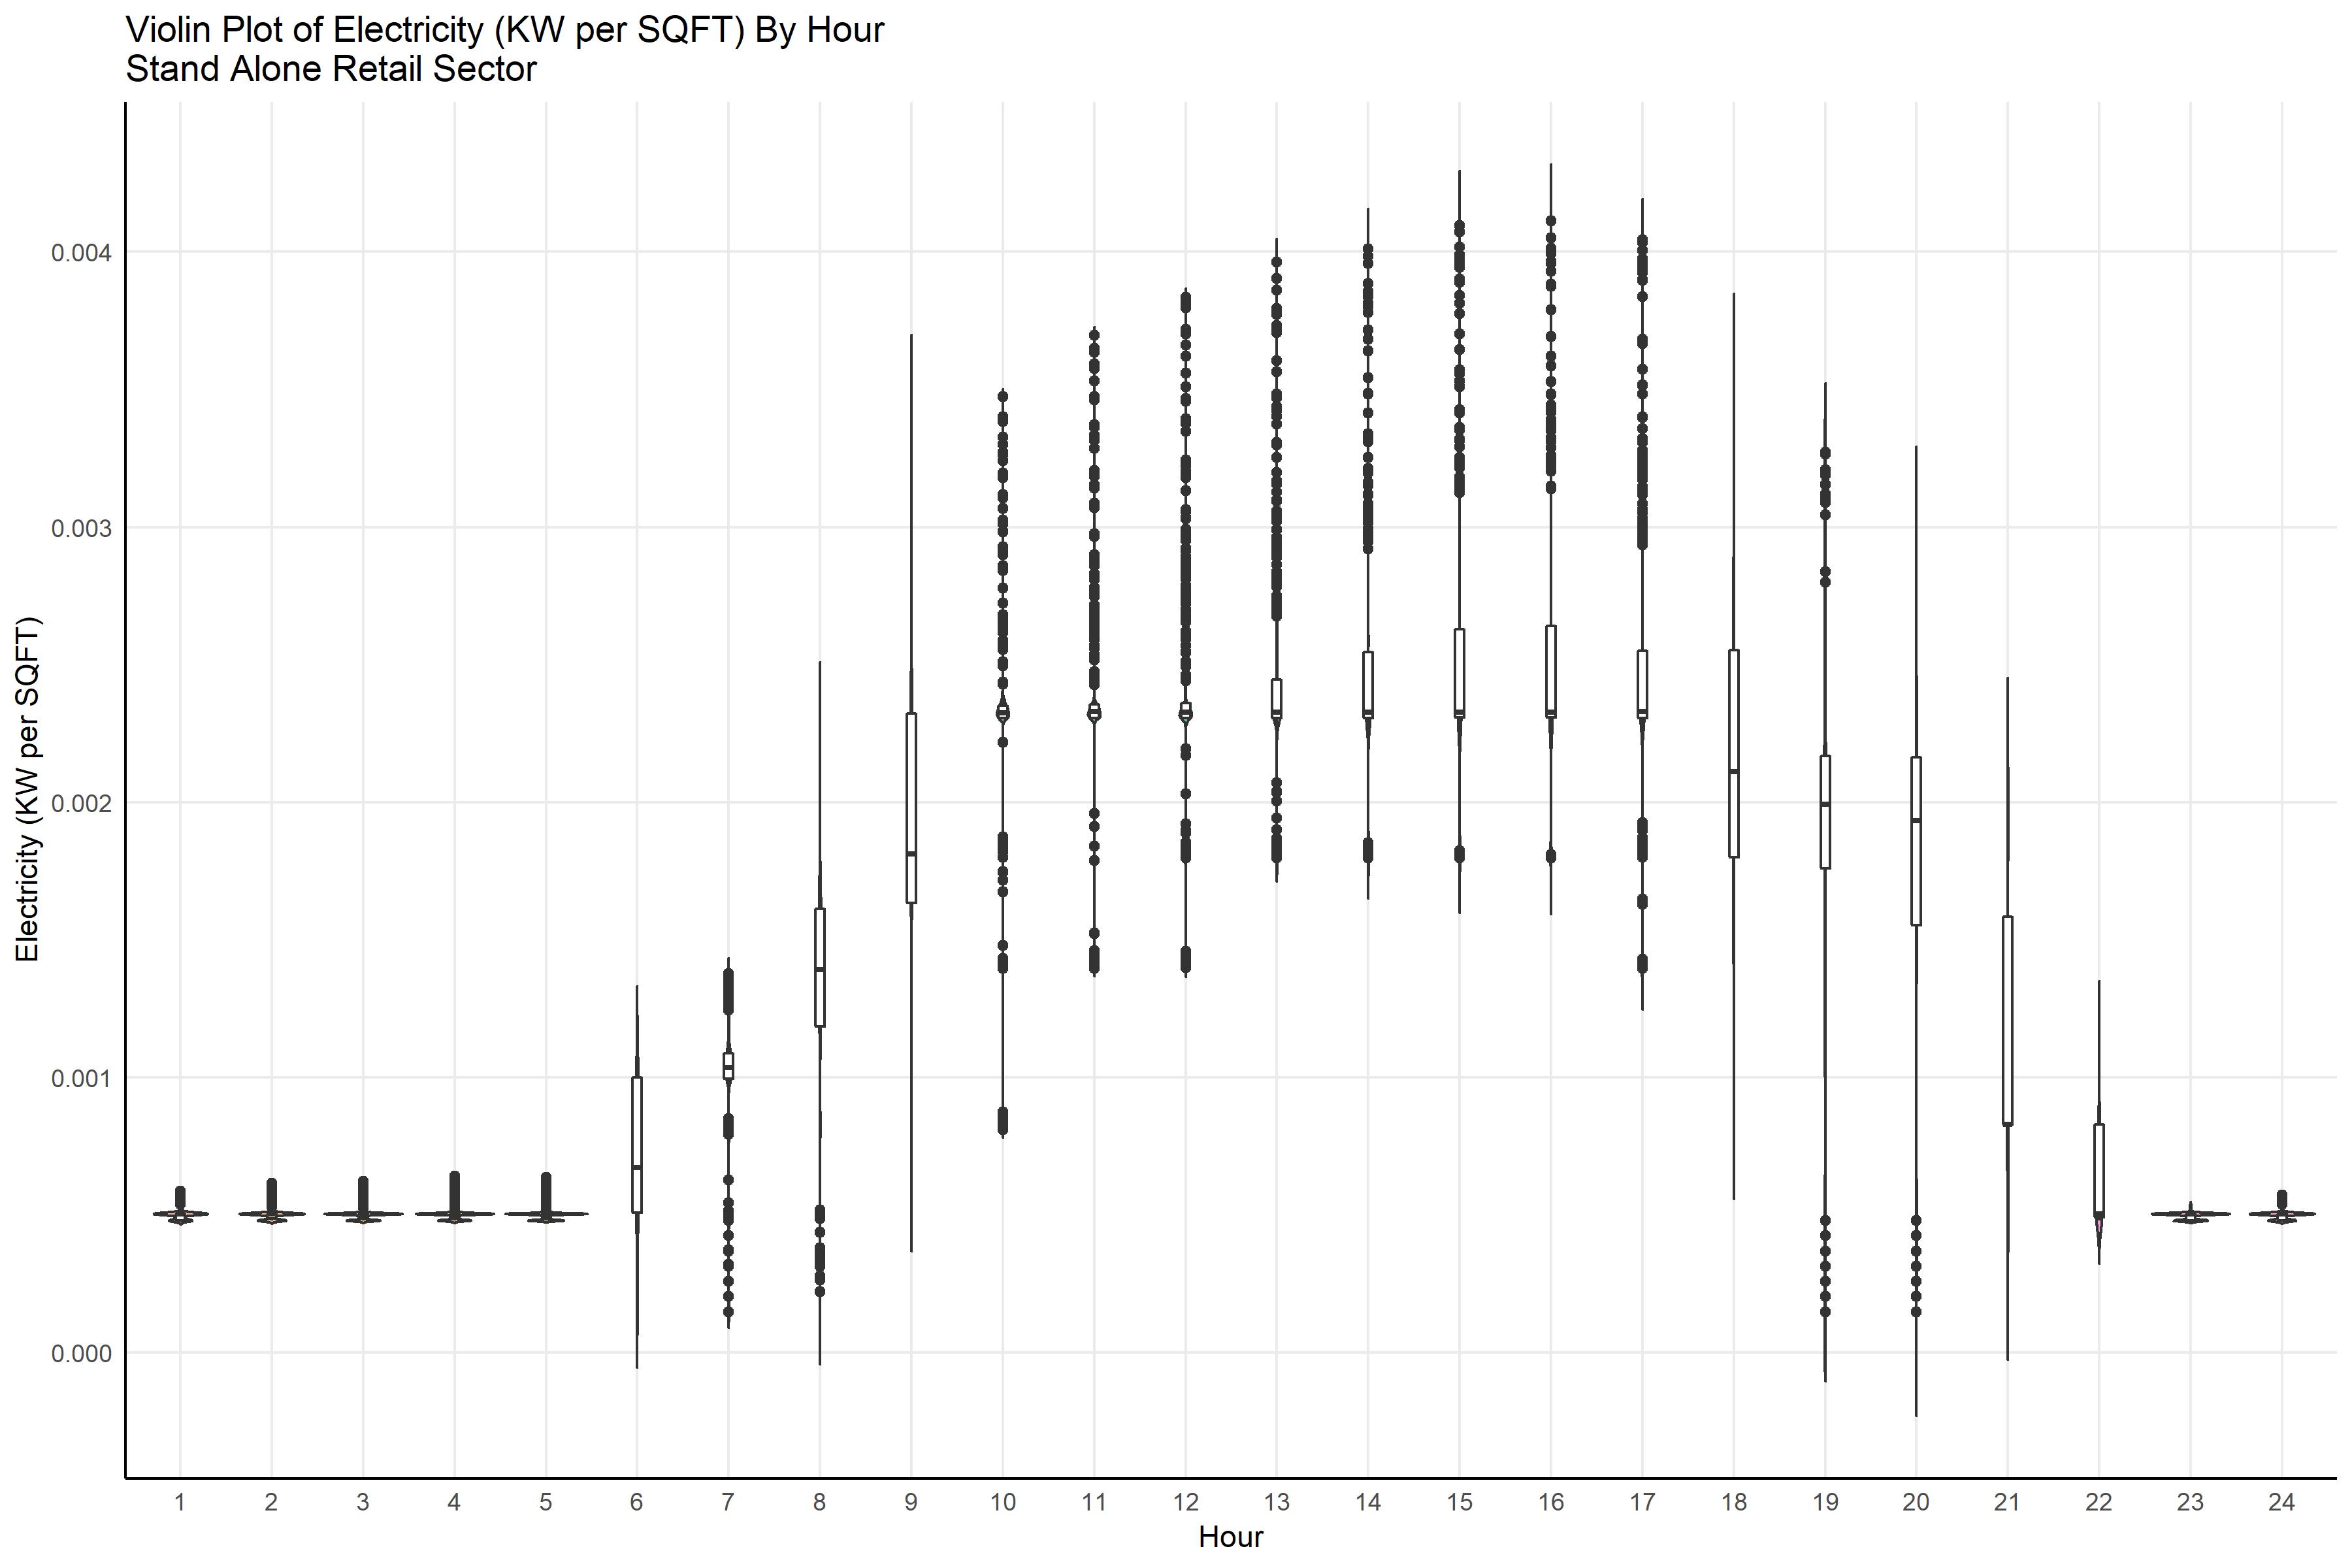 Violin Plot of Electricity (KW per SQFT) By Hour
Stand Alone Retail Sector
Electricity (KW per SQFT)
0.004
0.003
0.002
0.001
0.000
1 2 3 4 5 6 7 8 9 10 11 12 13 14 15 16 17 18 19 20 21 22 23 24
Hour